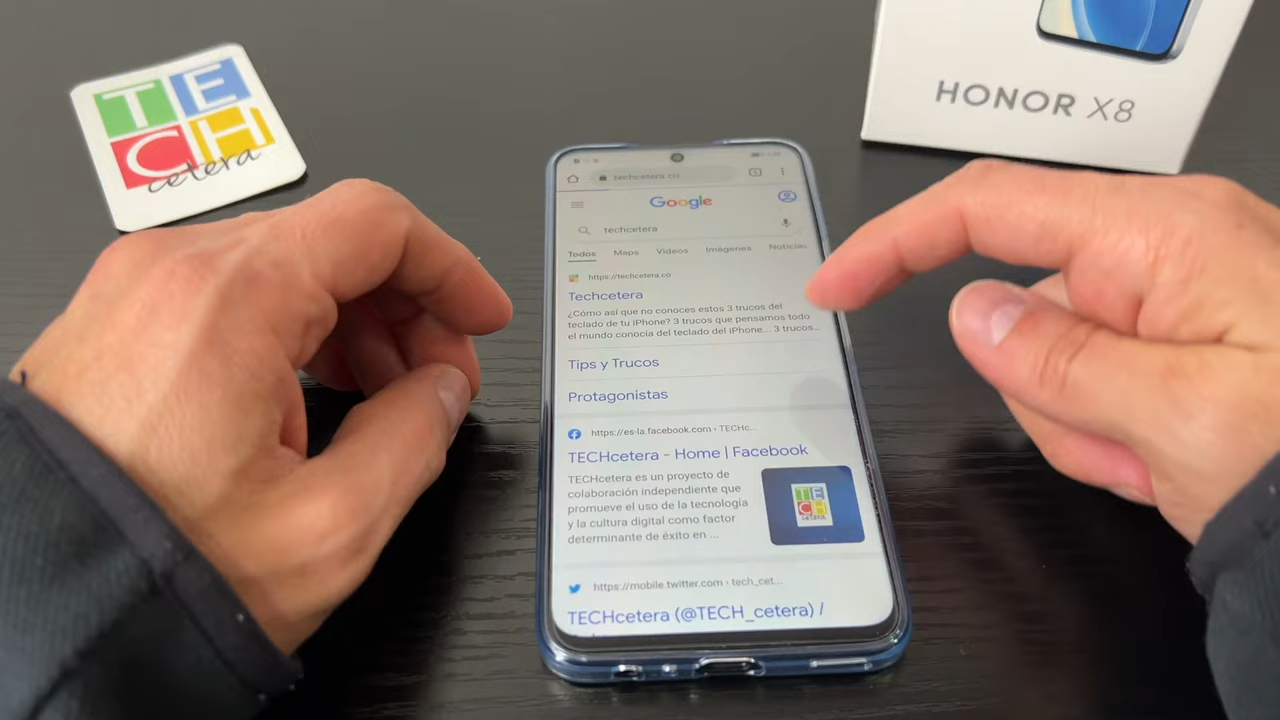 TE
CH
cetera
HONOR X8
techcetera.co
Google
techcetera
Todos Maps Videos Imágenes Noticias
https://techcetera.co
Techcetera
¿Cómo así que no conoces estos 3 trucos del
teclado de tu iPhone? 3 trucos que pensamos todo
el mundo conocía del teclado del iPhone... 3 trucos...
Tips y Trucos
Protagonistas
https://es-la.facebook.com › TECHc...
TECHcetera - Home | Facebook
TECHcetera es un proyecto de
colaboración independiente que
promueve el uso de la tecnología
y la cultura digital como factor
determinante de éxito en ...
TE
CH
cetera
https://mobile.twitter.com › tech_cet...
TECHcetera (@TECH_cetera) /